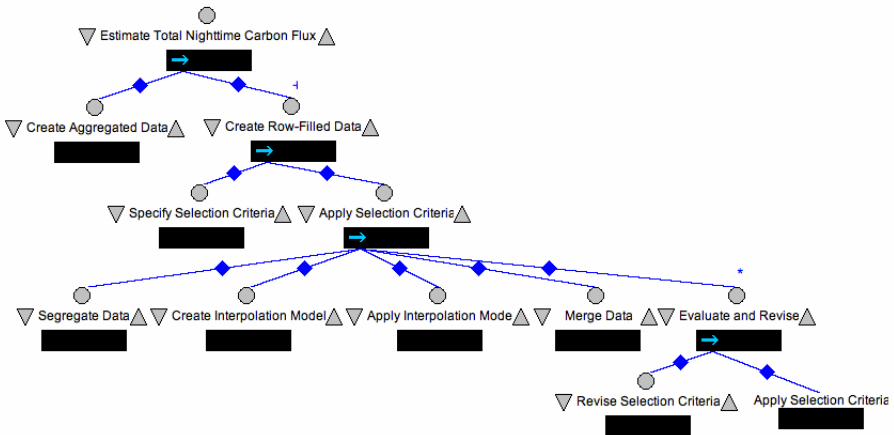 Estimate Total Nighttime Carbon Flux
Create Aggregated Data
Create Row-Filled Data
Specify Selection Criteria
Apply Selection Criteria
*
Segregate Data
Create Interpolation Model
Apply Interpolation Mode
Merge Data
Evaluate and Revise
Revise Selection Criteria
Apply Selection Criteria